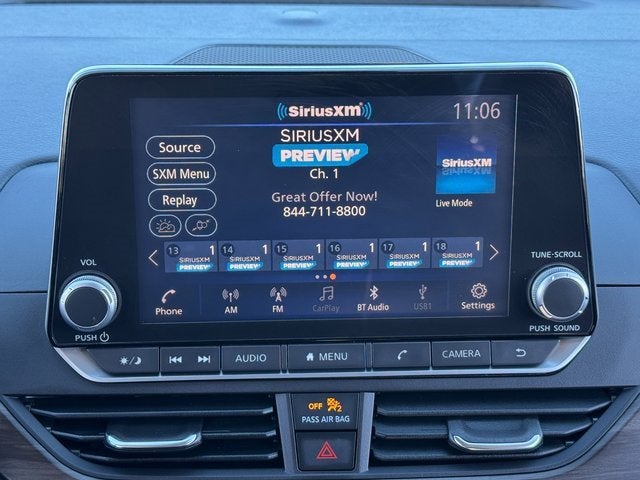 SiriusXM
11:06
SIRIUSXM
PREVIEW
Ch. 1
Great Offer Now!
844-711-8800
Source
SXM Menu
Replay
SiriusXM
Live Mode
13 1 14 1 15 1 16 1 17 1 18 1
SIRIUSXM SIRIUSXM SIRIUSXM SIRIUSXM SIRIUSXM SIRIUSXM
PREVIEW PREVIEW PREVIEW PREVIEW PREVIEW PREVIEW
Phone AM FM CarPlay BT Audio USB1 Settings
VOL
PUSH
TUNE·SCROLL
PUSH SOUND
AUDIO MENU CAMERA
OFF 2
PASS AIR BAG